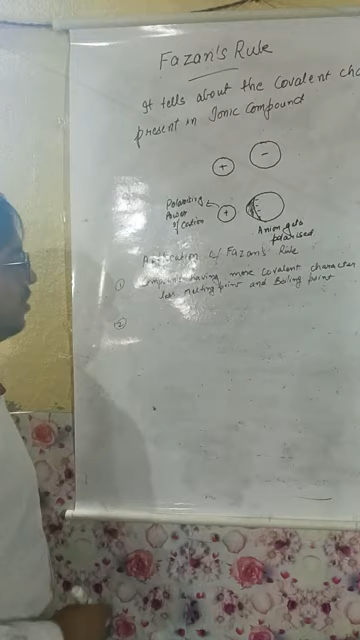 Fazan's Rule
It tells about the Covalent cha
present in Ionic Compound
+
−
Polarising
Power
of Cation
+
Anion gets
polarised
Application of Fazan's Rule
① Compound having more Covalent character
less melting point and Boiling point
②